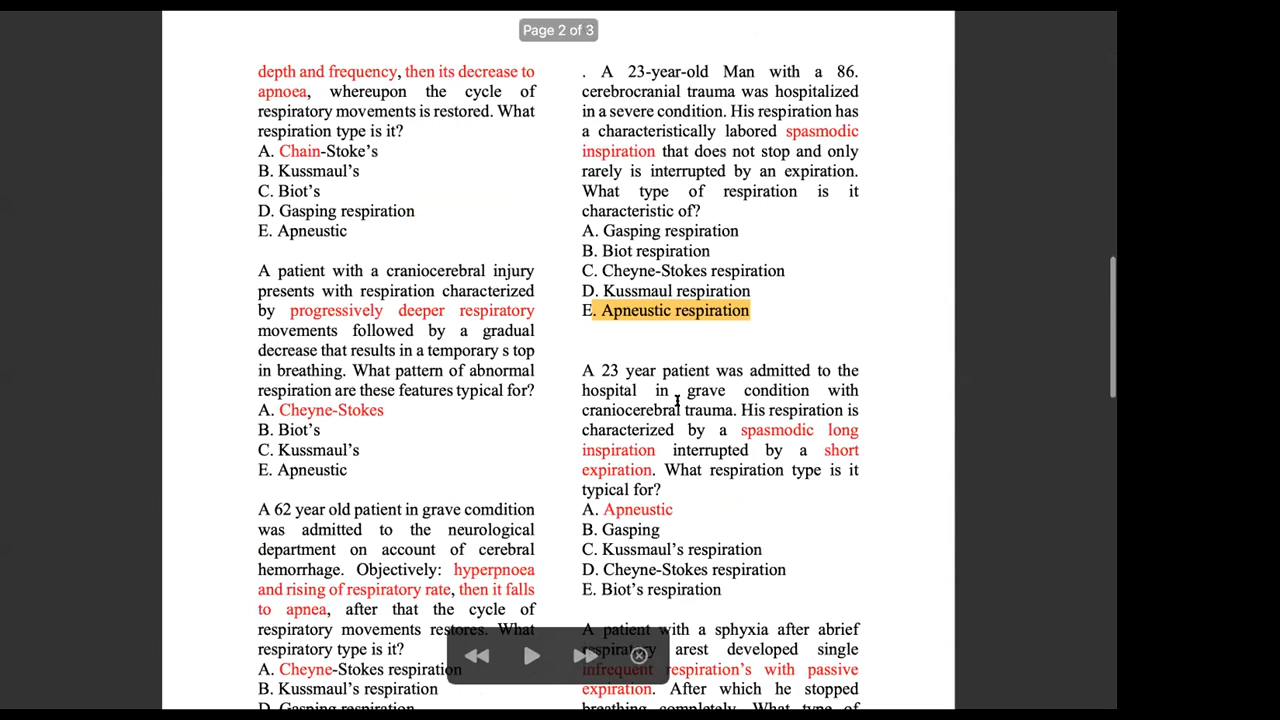 Page 2 of 3
depth and frequency, then its decrease to
apnoea, whereupon the cycle of
respiratory movements is restored. What
respiration type is it?
A. Chain-Stoke's
B. Kussmaul's
C. Biot's
D. Gasping respiration
E. Apneustic
A patient with a craniocerebral injury
presents with respiration characterized
by progressively deeper respiratory
movements followed by a gradual
decrease that results in a temporary s top
in breathing. What pattern of abnormal
respiration are these features typical for?
A. Cheyne-Stokes
B. Biot's
C. Kussmaul's
E. Apneustic
A 62 year old patient in grave comdition
was admitted to the neurological
department on account of cerebral
hemorrhage. Objectively: hyperpnoea
and rising of respiratory rate, then it falls
to apnea, after that the cycle of
respiratory movements restores. What
respiratory type is it?
A. Cheyne-Stokes respiration
B. Kussmaul's respiration
D. Gasping respiration
. A 23-year-old Man with a 86.
cerebrocranial trauma was hospitalized
in a severe condition. His respiration has
a characteristically labored spasmodic
inspiration that does not stop and only
rarely is interrupted by an expiration.
What type of respiration is it
characteristic of?
A. Gasping respiration
B. Biot respiration
C. Cheyne-Stokes respiration
D. Kussmaul respiration
E. Apneustic respiration
A 23 year patient was admitted to the
hospital in grave condition with
craniocerebral trauma. His respiration is
characterized by a spasmodic long
inspiration interrupted by a short
expiration. What respiration type is it
typical for?
A. Apneustic
B. Gasping
C. Kussmaul's respiration
D. Cheyne-Stokes respiration
E. Biot's respiration
A patient with a sphyxia after abrief
respiratory arest developed single
infrequent respiration's with passive
expiration. After which he stopped
breathing completely. What type of